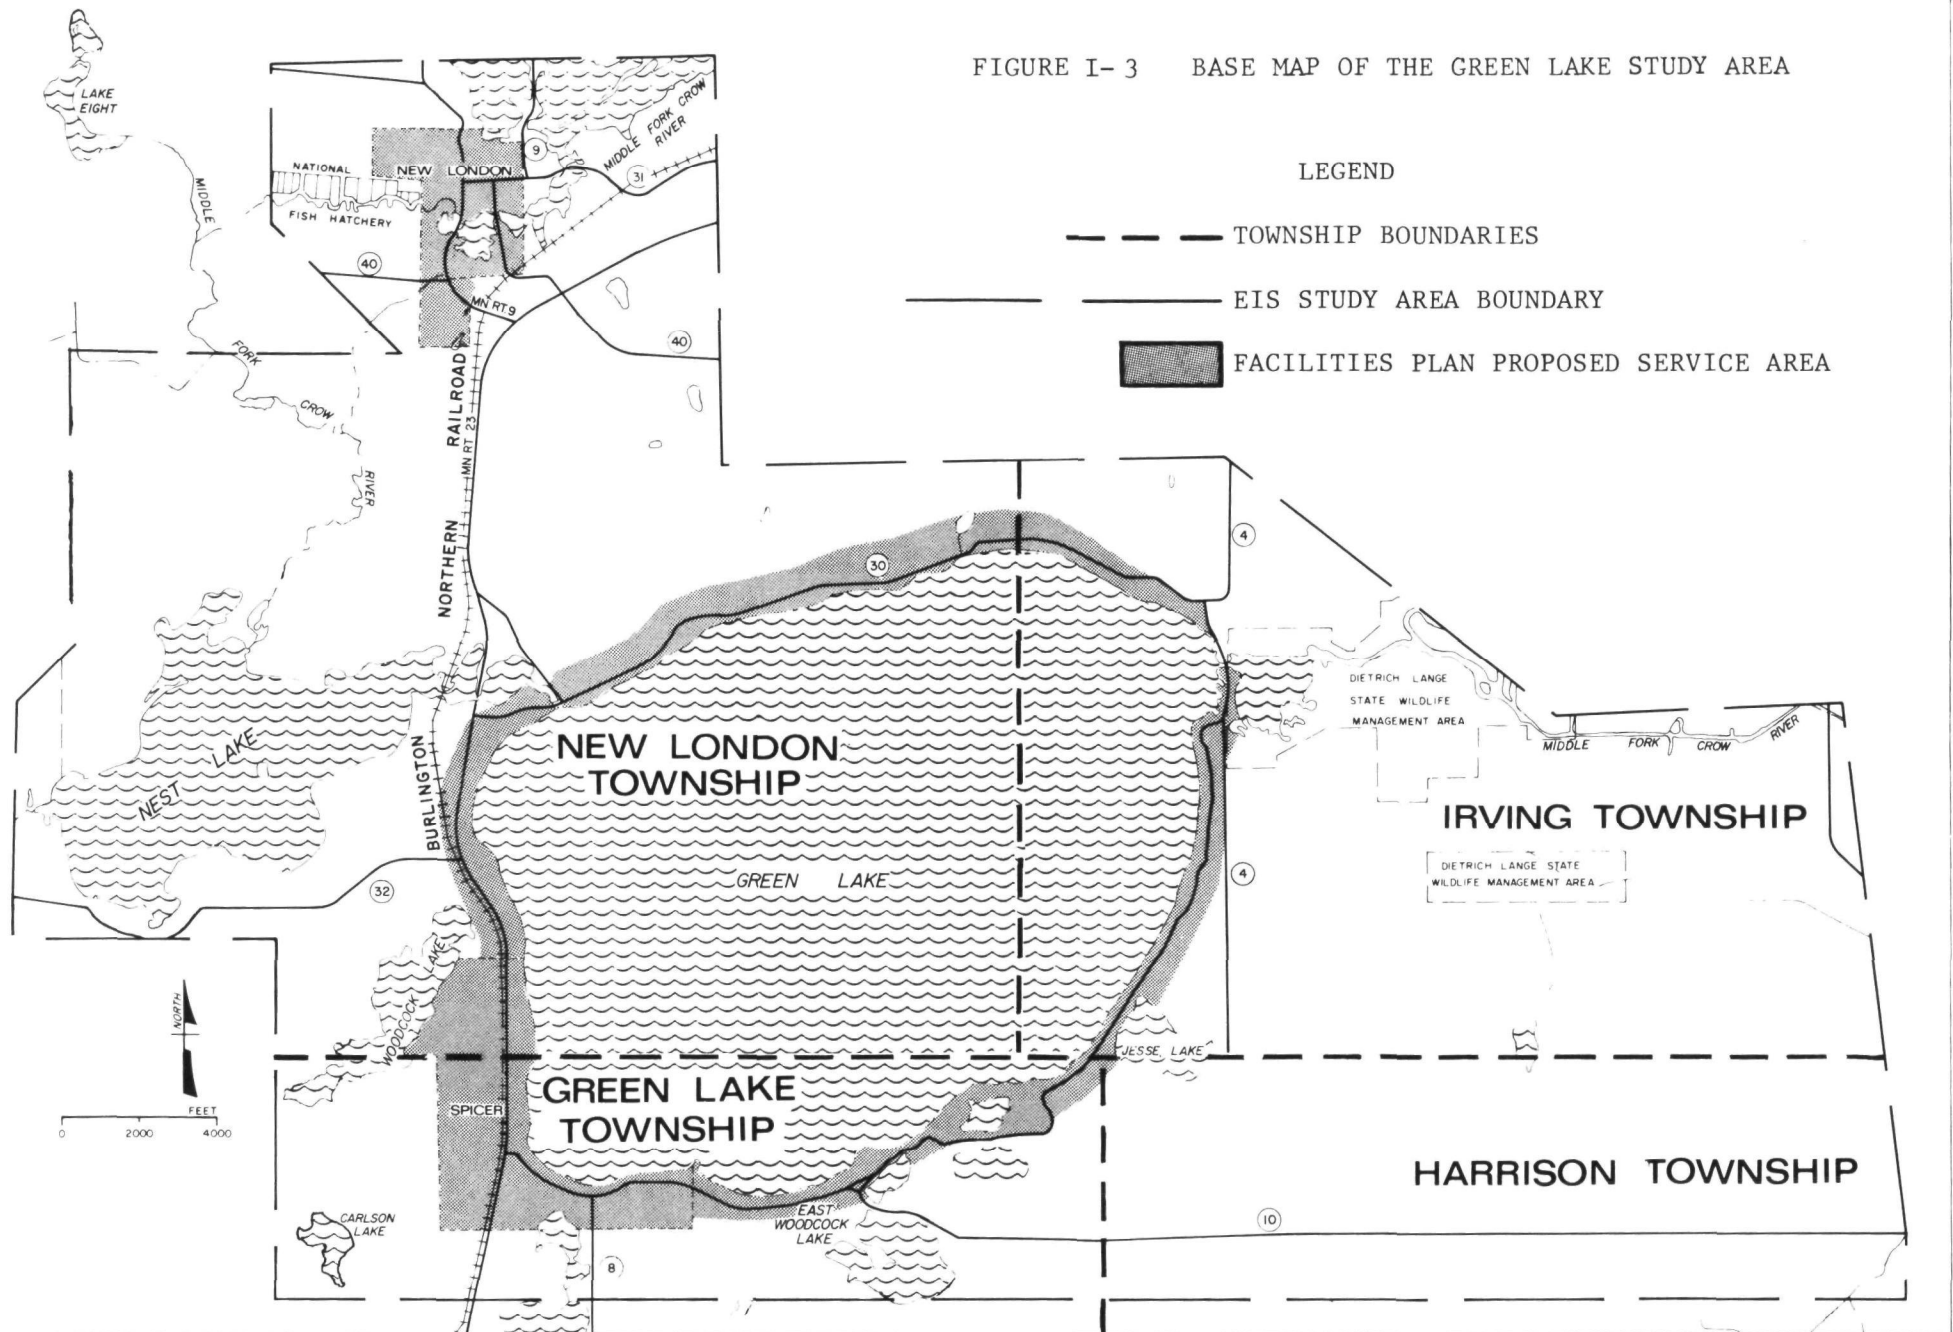 FIGURE I-3 BASE MAP OF THE GREEN LAKE STUDY AREA
LEGEND
TOWNSHIP BOUNDARIES
EIS STUDY AREA BOUNDARY
FACILITIES PLAN PROPOSED SERVICE AREA
LAKE
EIGHT
MIDDLE FORK CROW
RIVER
9
31
NATIONAL
FISH HATCHERY
NEW LONDON
MIDDLE
FORK
CROW
RIVER
40
MN RT. 9
40
BURLINGTON NORTHERN RAILROAD
MN RT 23
30
4
NEST LAKE
NEW LONDON
TOWNSHIP
GREEN LAKE
DIETRICH LANGE
STATE WILDLIFE
MANAGEMENT AREA
MIDDLE FORK CROW RIVER
IRVING TOWNSHIP
DIETRICH LANGE STATE
WILDLIFE MANAGEMENT AREA
4
32
WOODCOCK LAKE
NORTH
FEET
0 2000 4000
JESSE LAKE
SPICER
GREEN LAKE
TOWNSHIP
HARRISON TOWNSHIP
CARLSON
LAKE
EAST
WOODCOCK
LAKE
10
8